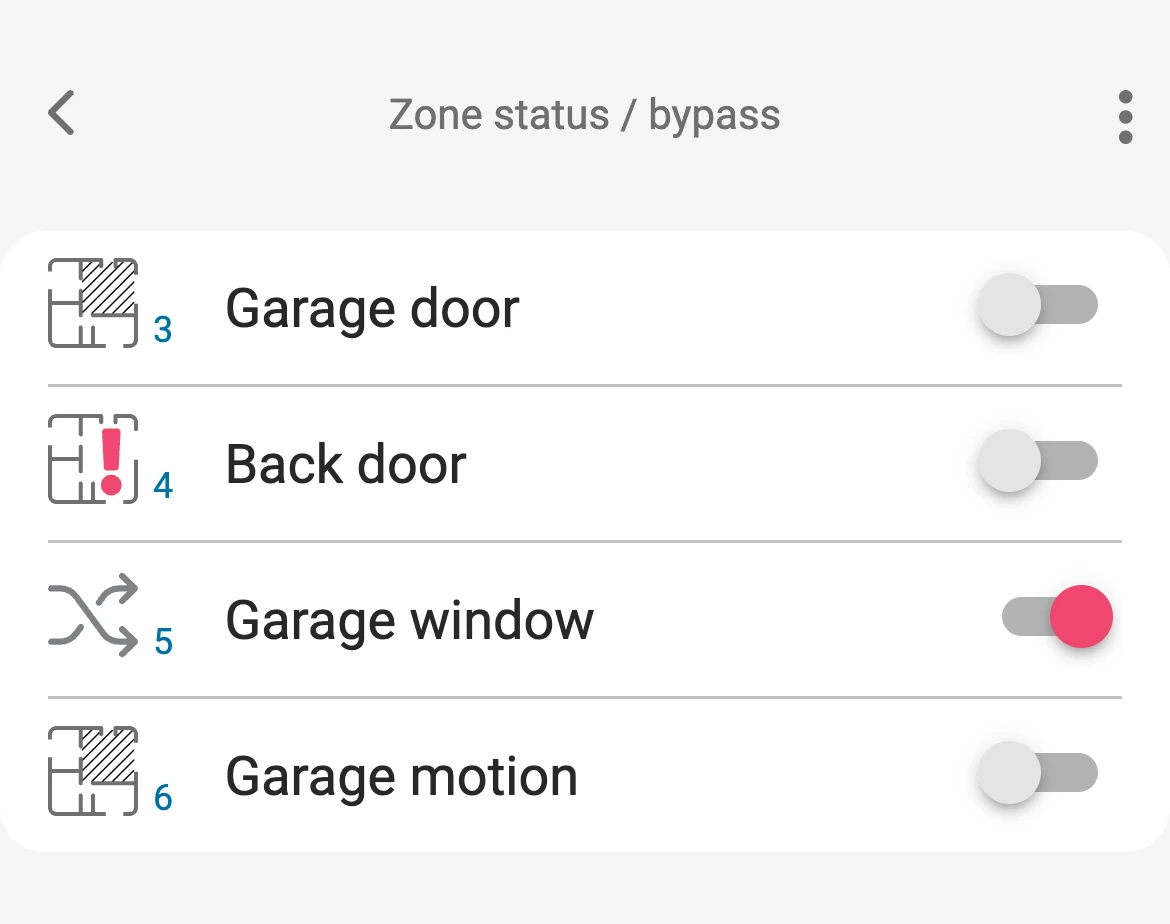 Zone status / bypass
3 Garage door
4 Back door
5 Garage window
6 Garage motion